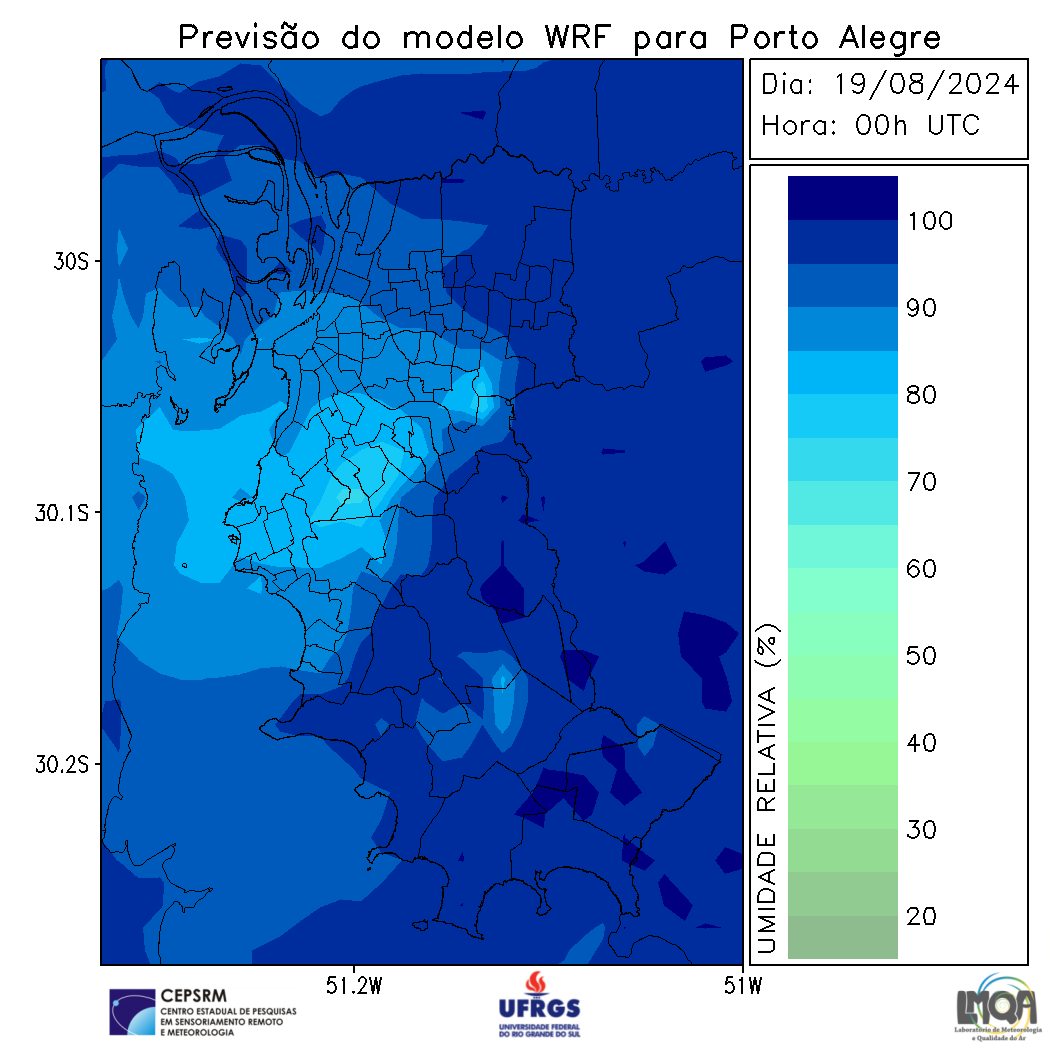 Previsão do modelo WRF para Porto Alegre
Dia: 19/08/2024
Hora: 00h UTC
100
90
80
70
60
50
40
30
20
UMIDADE RELATIVA (%)
30S
30.1S
30.2S
51.2W
51W
CEPSRM
CENTRO ESTADUAL DE PESQUISAS
EM SENSORIAMENTO REMOTO
E METEOROLOGIA
UFRGS
UNIVERSIDADE FEDERAL
DO RIO GRANDE DO SUL
LMQA
Laboratório de Meteorologia
e Qualidade do Ar